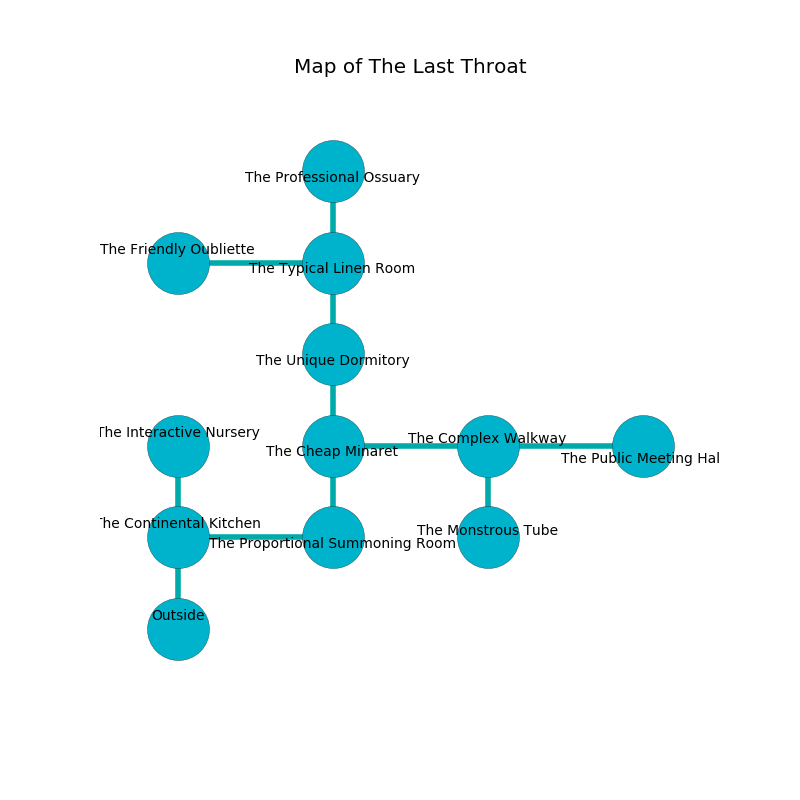 Map of The Last Throat
The Professional Ossuary
The Friendly Oubliette
The Typical Linen Room
The Unique Dormitory
The Interactive Nursery
The Complex Walkway
The Cheap Minaret
The Public Meeting Hal
The Continental Kitchen
The Monstrous Tube
The Proportional Summoning Room
Outside